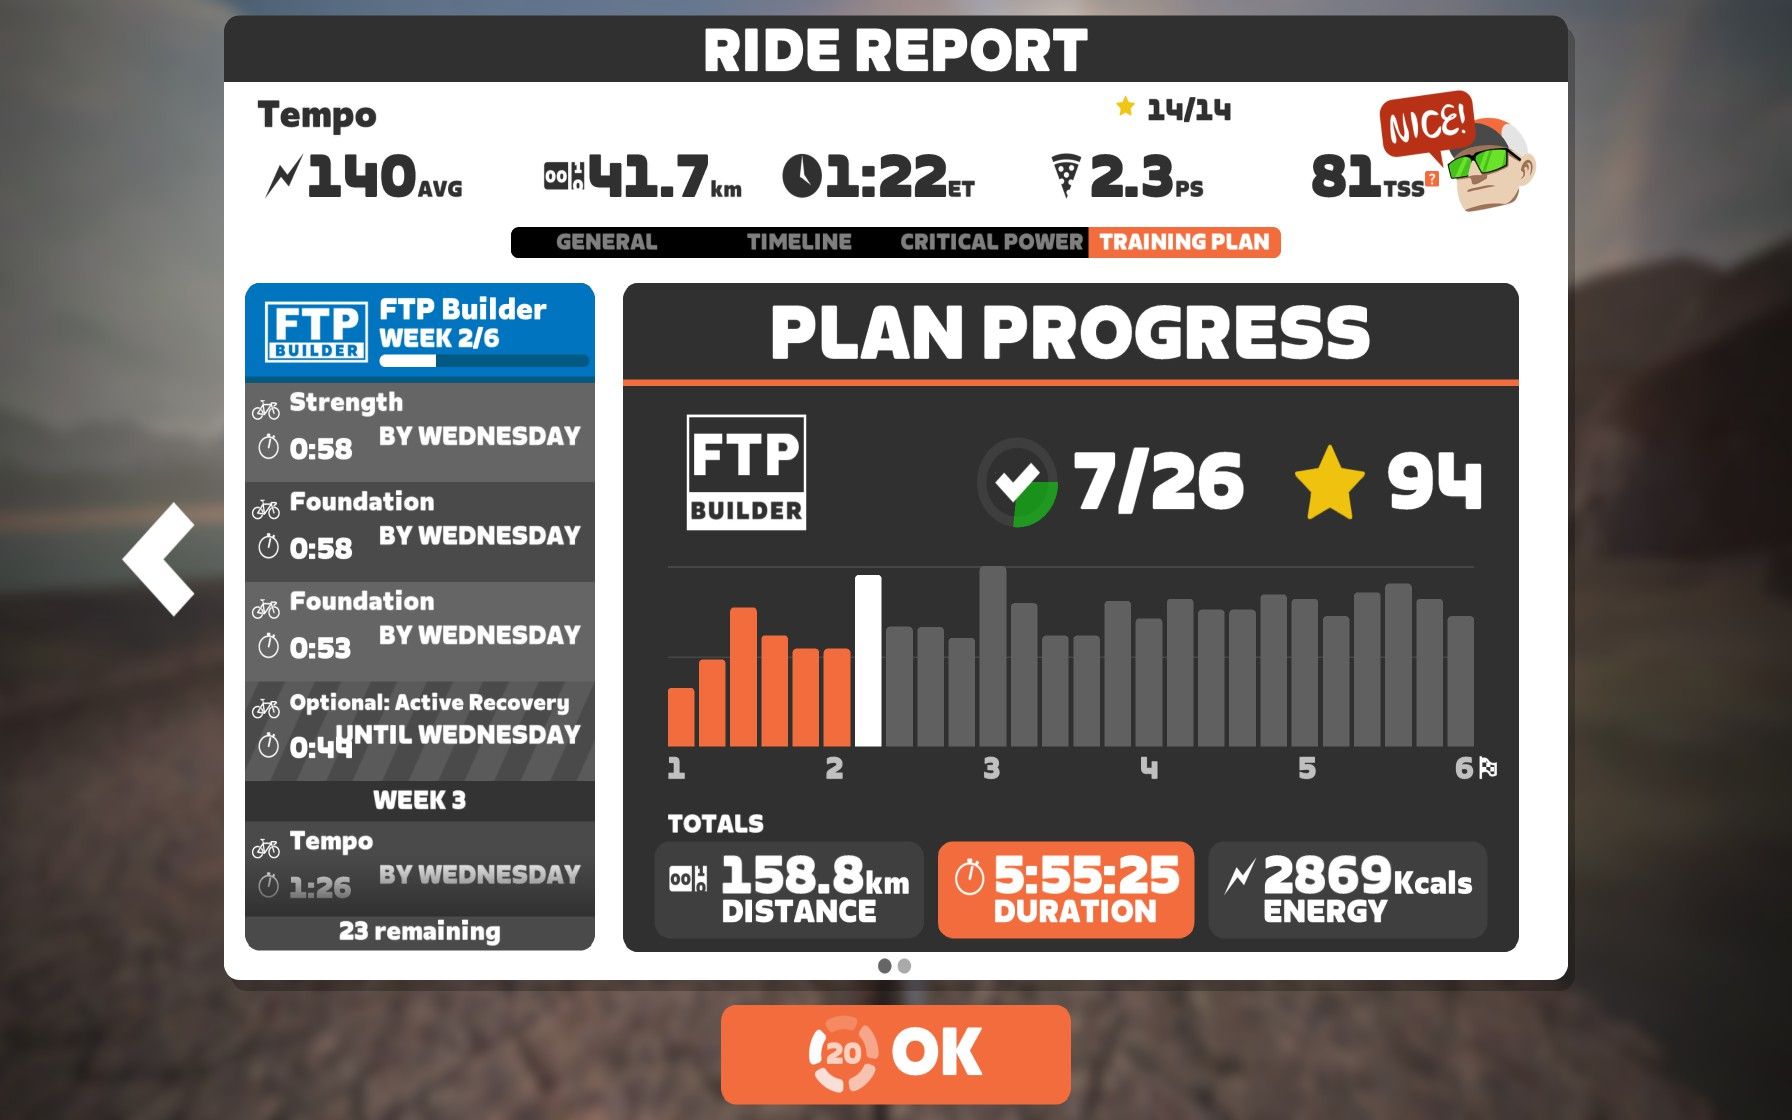 RIDE REPORT
Tempo
14/14
NICE!
140AVG
41.7km
1:22ET
2.3PS
81TSS?
GENERAL TIMELINE CRITICAL POWER TRAINING PLAN
FTP BUILDER
FTP Builder
WEEK 2/6
Strength
BY WEDNESDAY
0:58
Foundation
BY WEDNESDAY
0:58
Foundation
BY WEDNESDAY
0:53
Optional: Active Recovery
UNTIL WEDNESDAY
0:44
WEEK 3
Tempo
BY WEDNESDAY
1:26
23 remaining
PLAN PROGRESS
FTP
BUILDER
7/26
94
1 2 3 4 5 6
TOTALS
158.8km
DISTANCE
5:55:25
DURATION
2869Kcals
ENERGY
20 OK